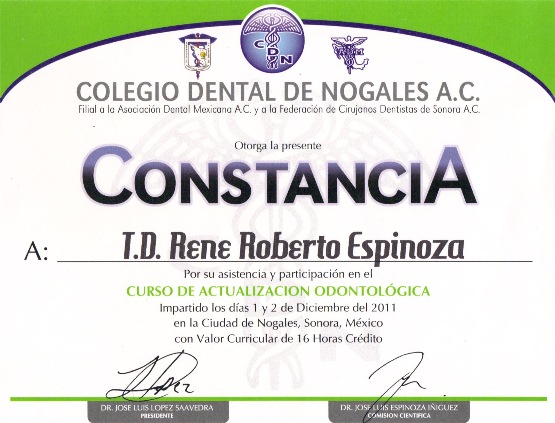 CDN
COLEGIO DENTAL DE NOGALES A.C.
Filial a la Asociación Dental Mexicana A.C. y a la Federación de Cirujanos Dentistas de Sonora A.C.
Otorga la presente
CONSTANCIA
A: T.D. Rene Roberto Espinoza
Por su asistencia y participación en el
CURSO DE ACTUALIZACION ODONTOLÓGICA
Impartido los días 1 y 2 de Diciembre del 2011
en la Ciudad de Nogales, Sonora, México
con Valor Curricular de 16 Horas Crédito
DR. JOSE LUIS LOPEZ SAAVEDRA
PRESIDENTE
DR. JOSE LUIS ESPINOZA IÑIGUEZ
COMISION CIENTIFICA